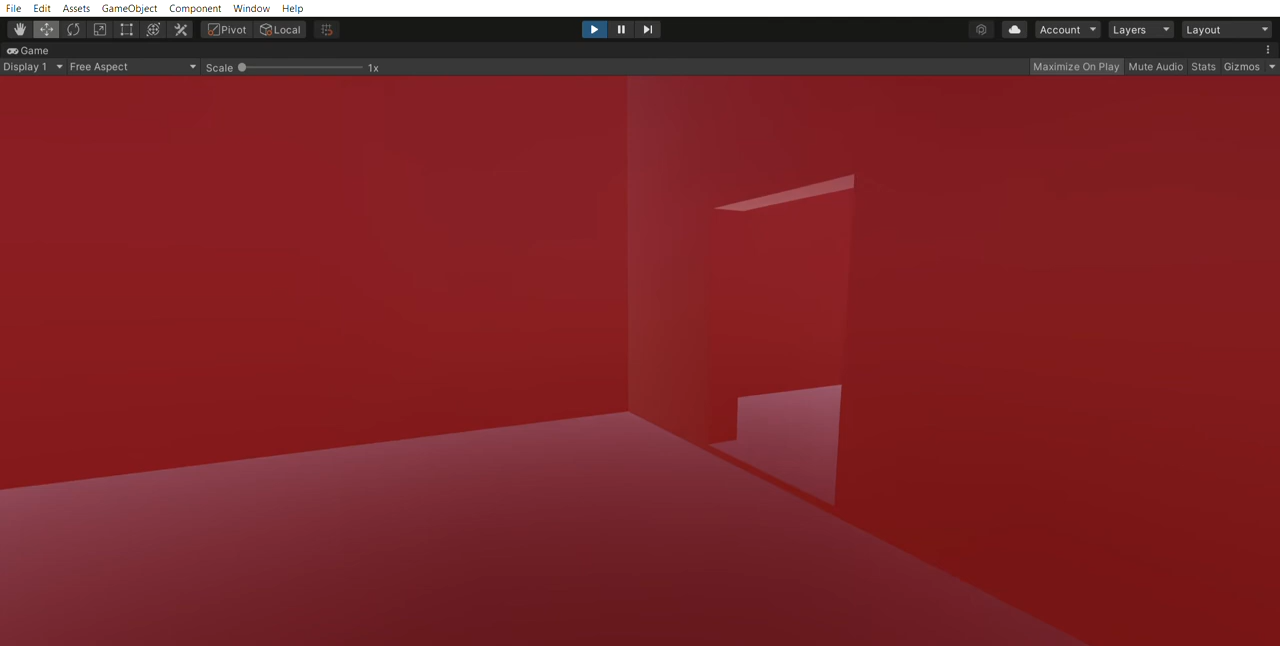 File Edit Assets GameObject Component Window Help
Pivot Local Account Layers Layout
Game
Display 1 Free Aspect Scale 1x Maximize On Play Mute Audio Stats Gizmos